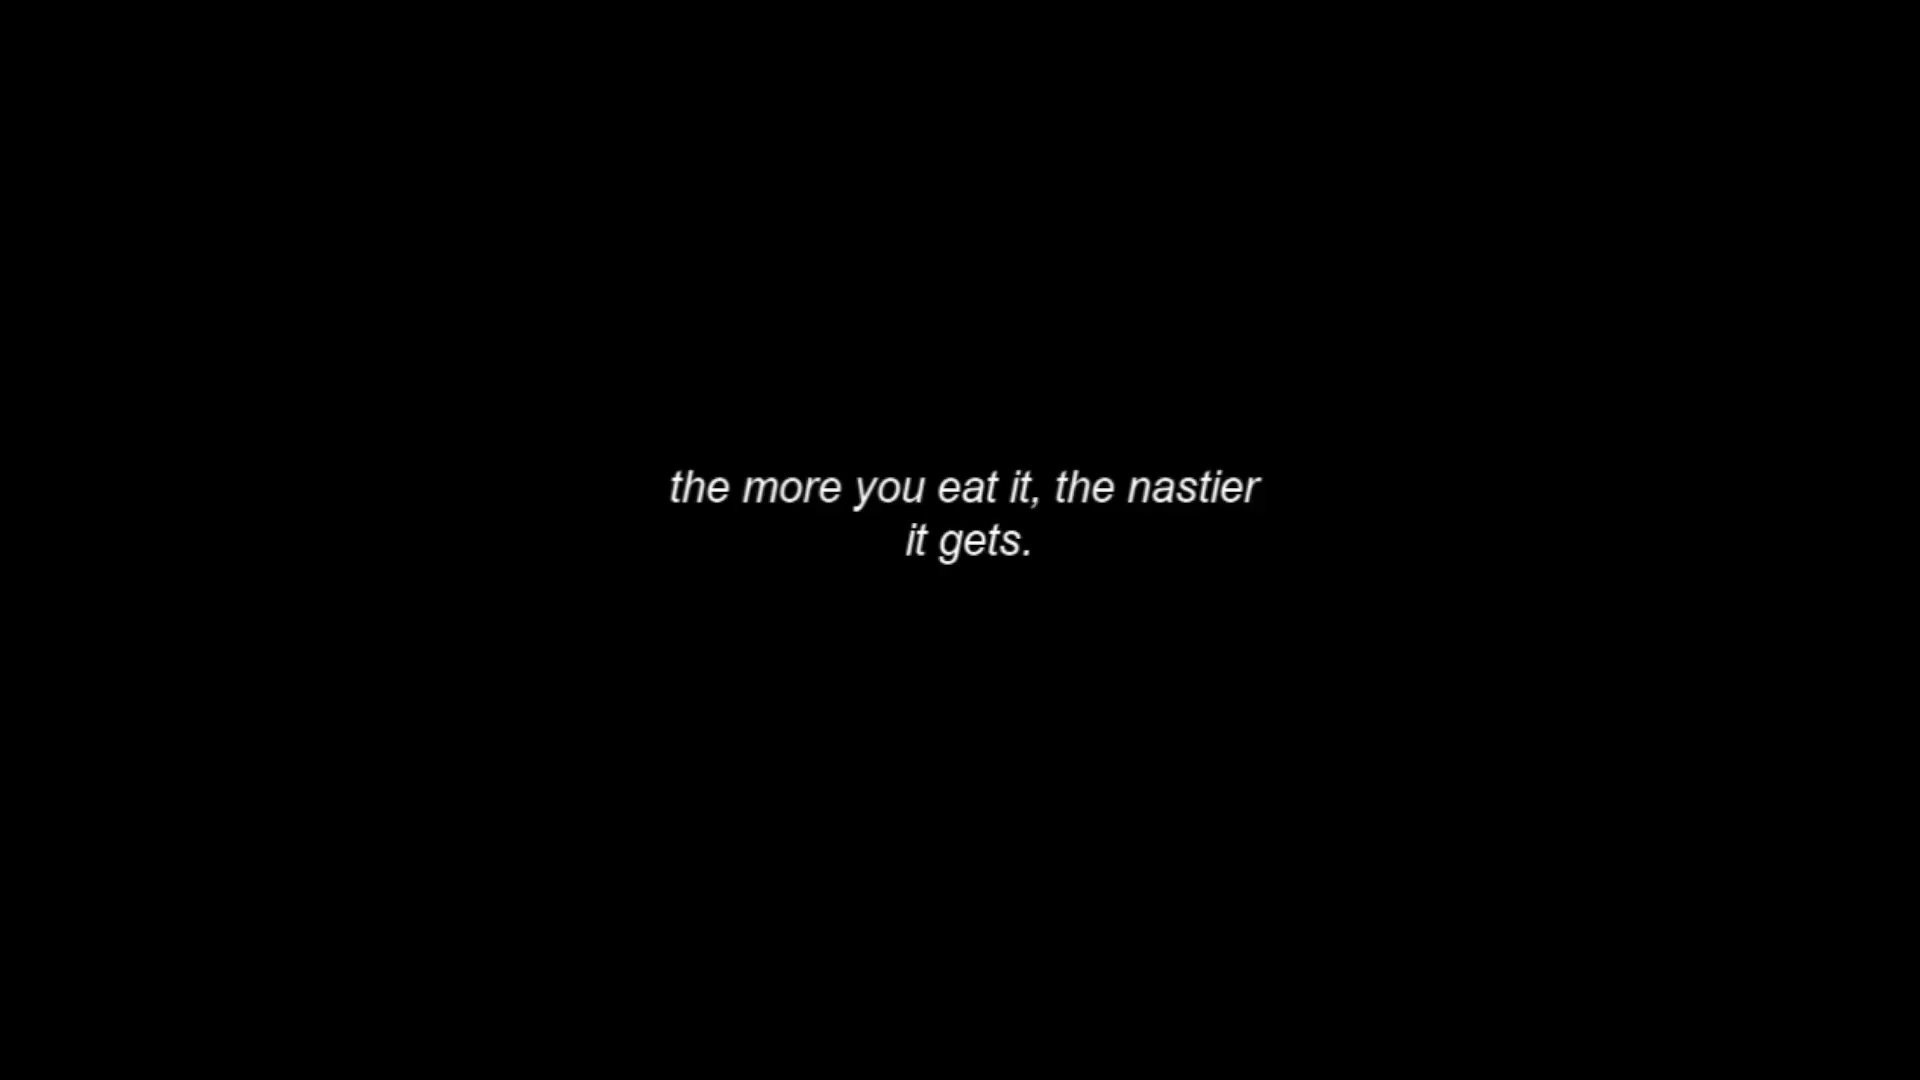 the more you eat it, the nastier
it gets.